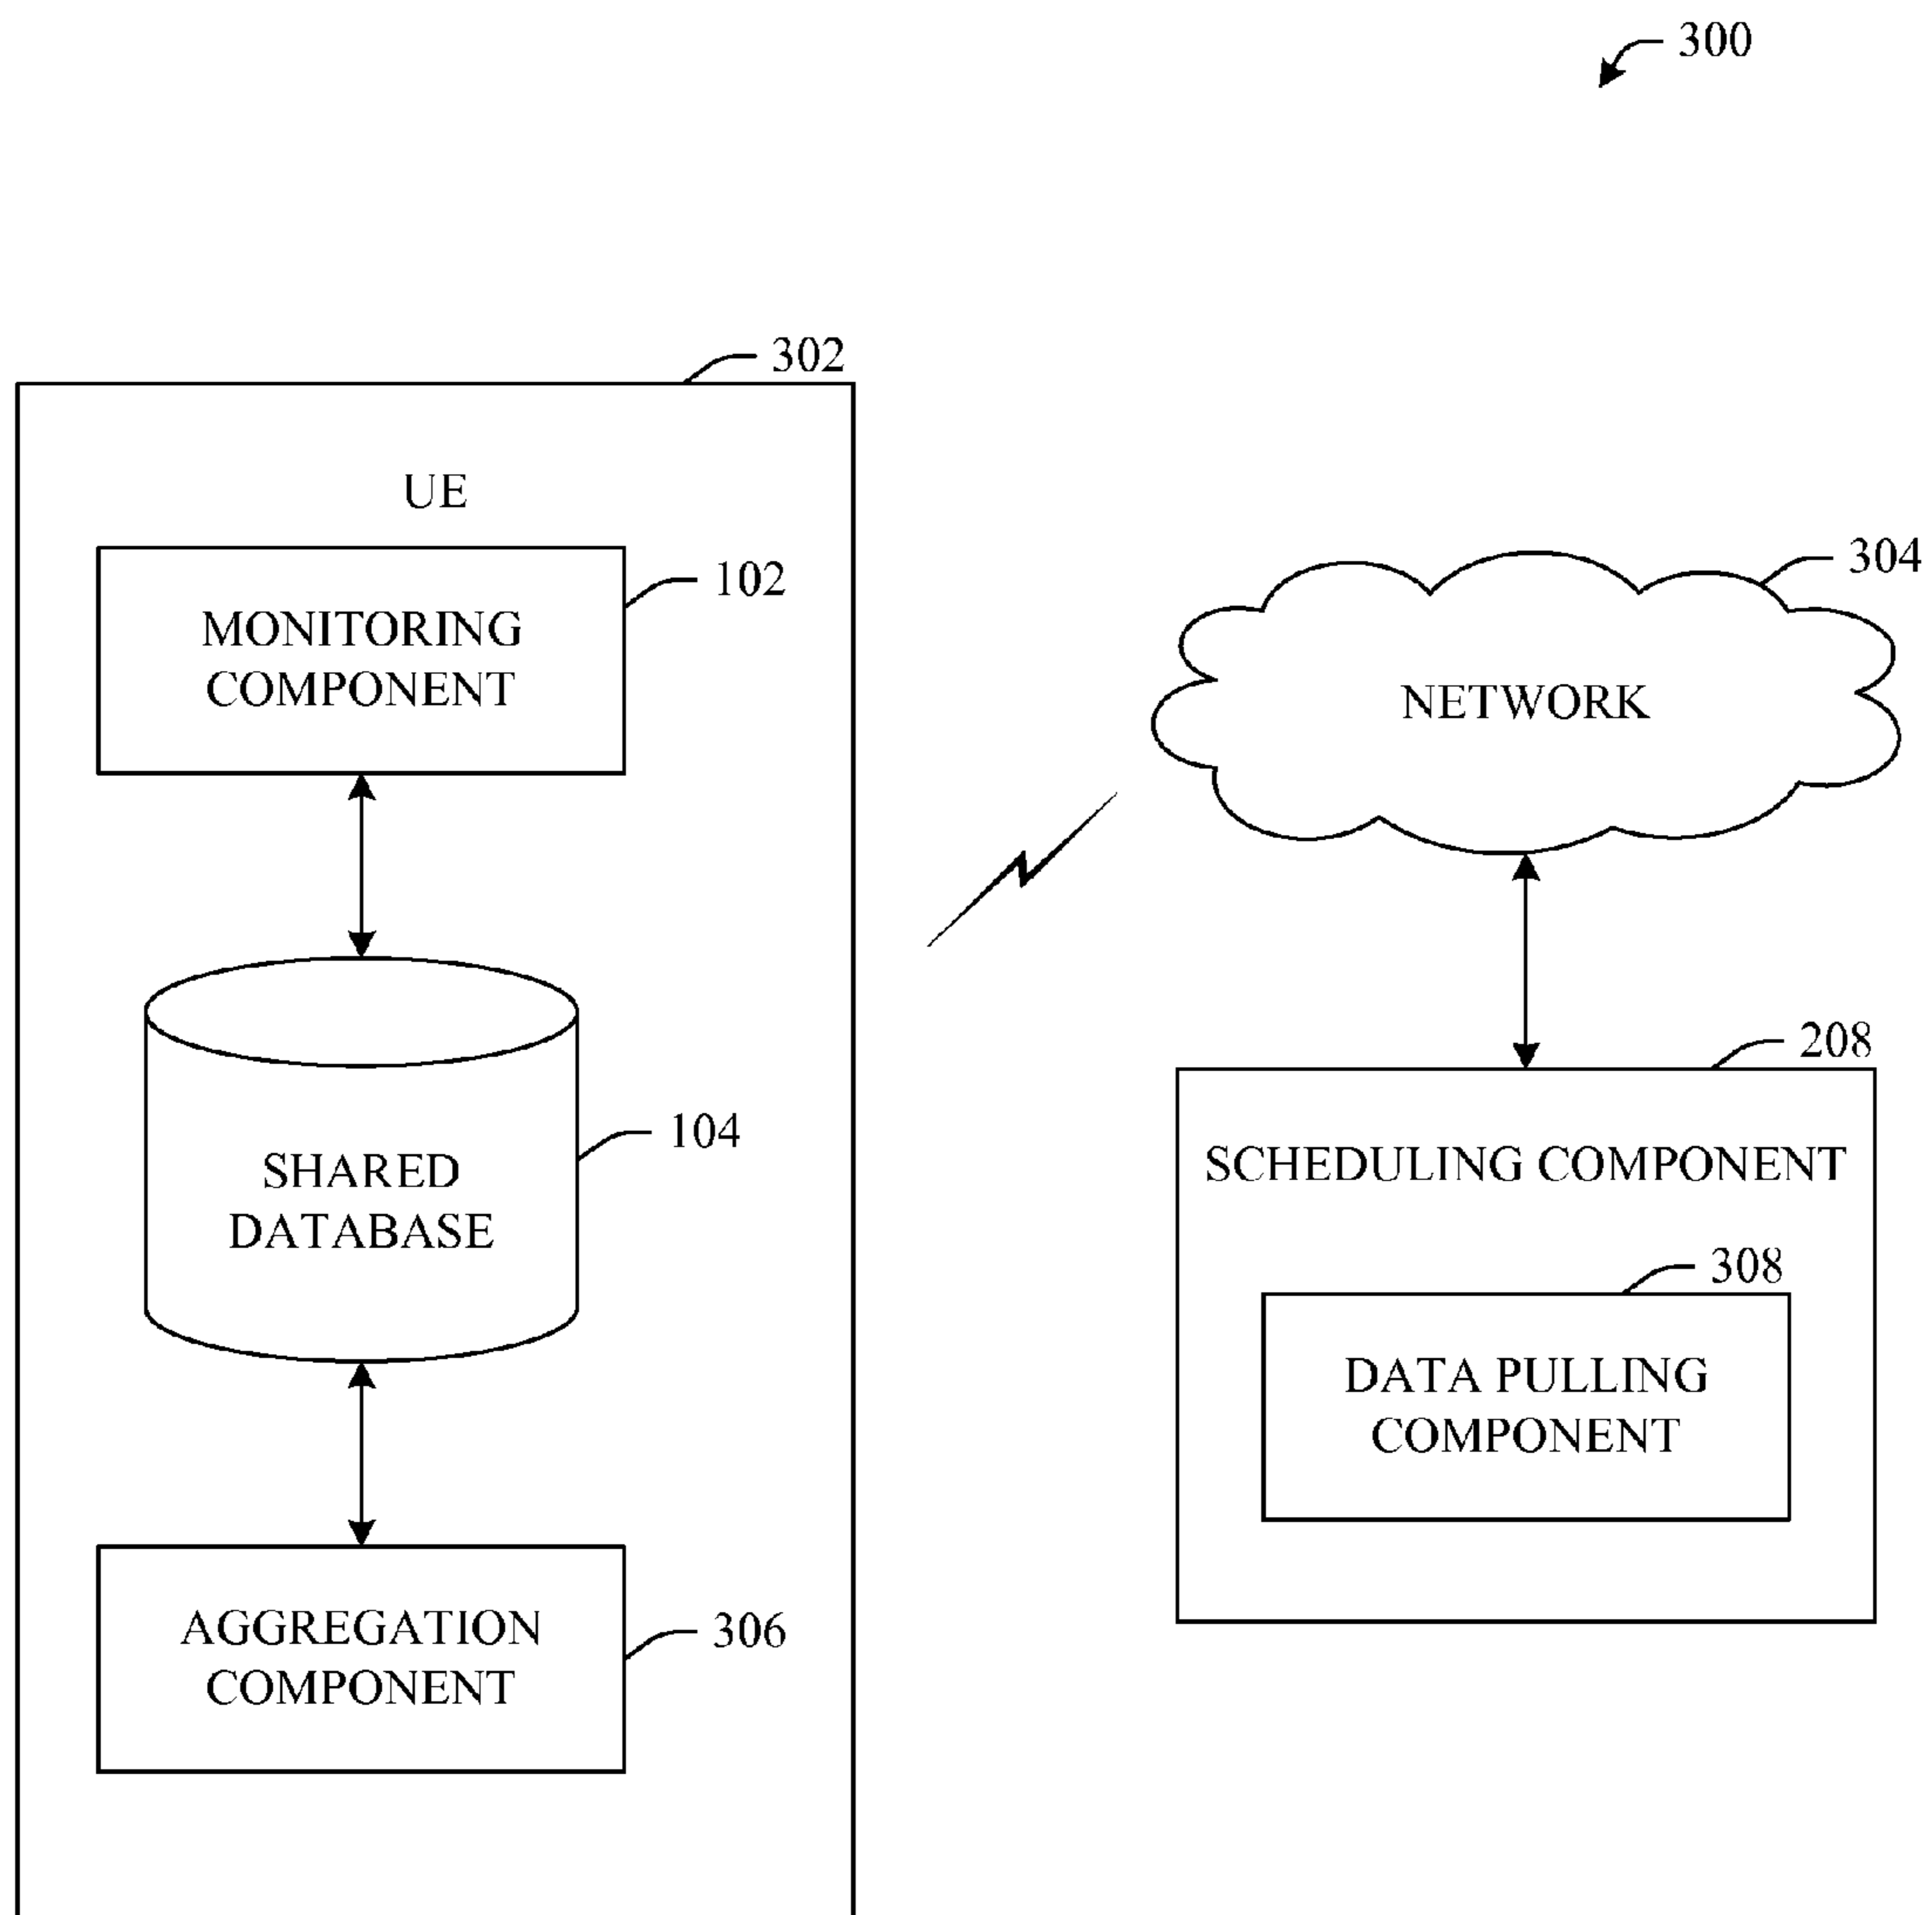 300
302
UE
102
MONITORING
COMPONENT
304
NETWORK
104
SHARED
DATABASE
208
SCHEDULING COMPONENT
308
DATA PULLING
COMPONENT
306
AGGREGATION
COMPONENT